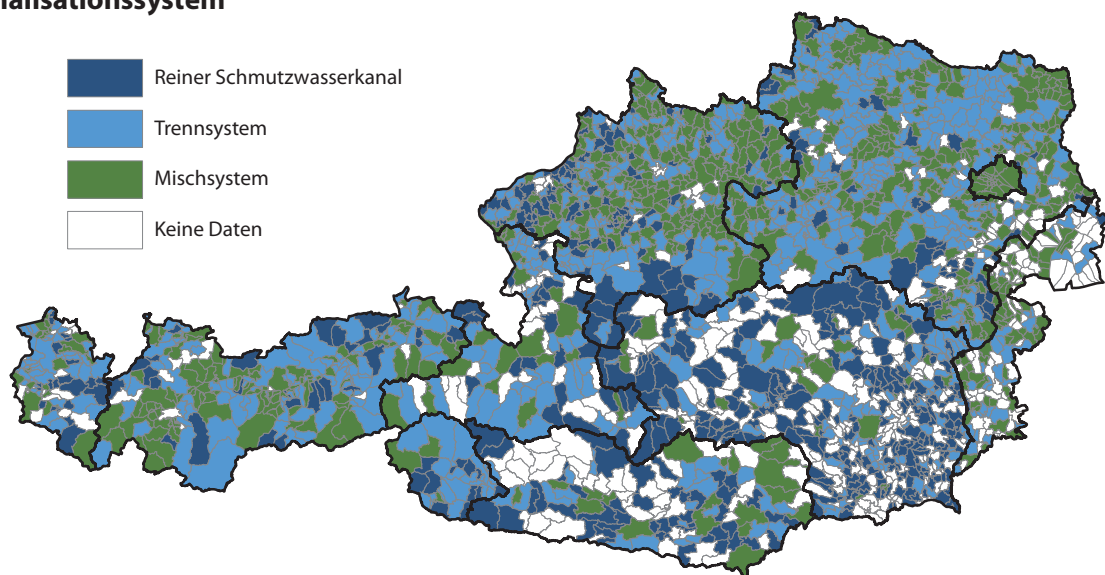 Reiner Schmutzwasserkanal
Trennsystem
Mischsystem
Keine Daten